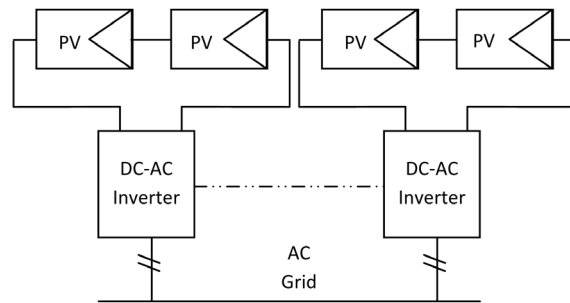 PV
PV
PV
PV
DC-AC
Inverter
DC-AC
Inverter
AC
Grid